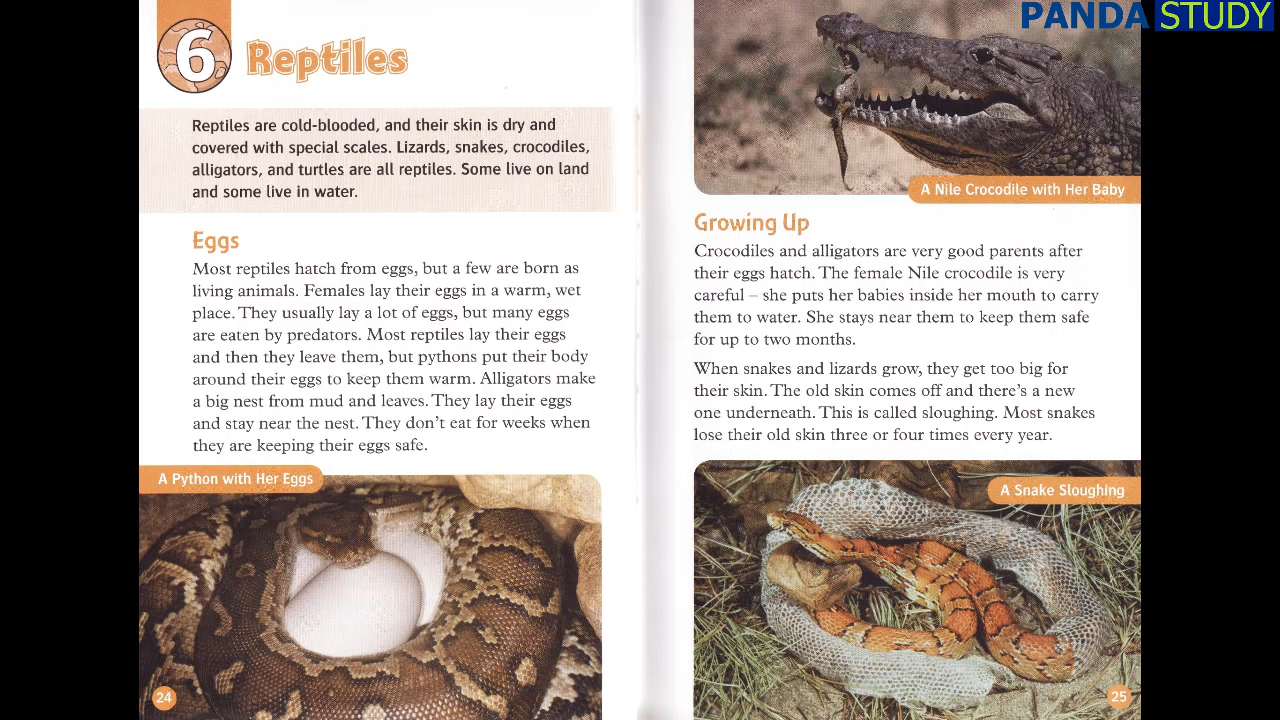 PANDA STUDY
6 Reptiles
Reptiles are cold-blooded, and their skin is dry and
covered with special scales. Lizards, snakes, crocodiles,
alligators, and turtles are all reptiles. Some live on land
and some live in water.
Eggs
Most reptiles hatch from eggs, but a few are born as
living animals. Females lay their eggs in a warm, wet
place. They usually lay a lot of eggs, but many eggs
are eaten by predators. Most reptiles lay their eggs
and then they leave them, but pythons put their body
around their eggs to keep them warm. Alligators make
a big nest from mud and leaves. They lay their eggs
and stay near the nest. They don't eat for weeks when
they are keeping their eggs safe.
A Python with Her Eggs
24
A Nile Crocodile with Her Baby
Growing Up
Crocodiles and alligators are very good parents after
their eggs hatch. The female Nile crocodile is very
careful – she puts her babies inside her mouth to carry
them to water. She stays near them to keep them safe
for up to two months.
When snakes and lizards grow, they get too big for
their skin. The old skin comes off and there's a new
one underneath. This is called sloughing. Most snakes
lose their old skin three or four times every year.
A Snake Sloughing
25